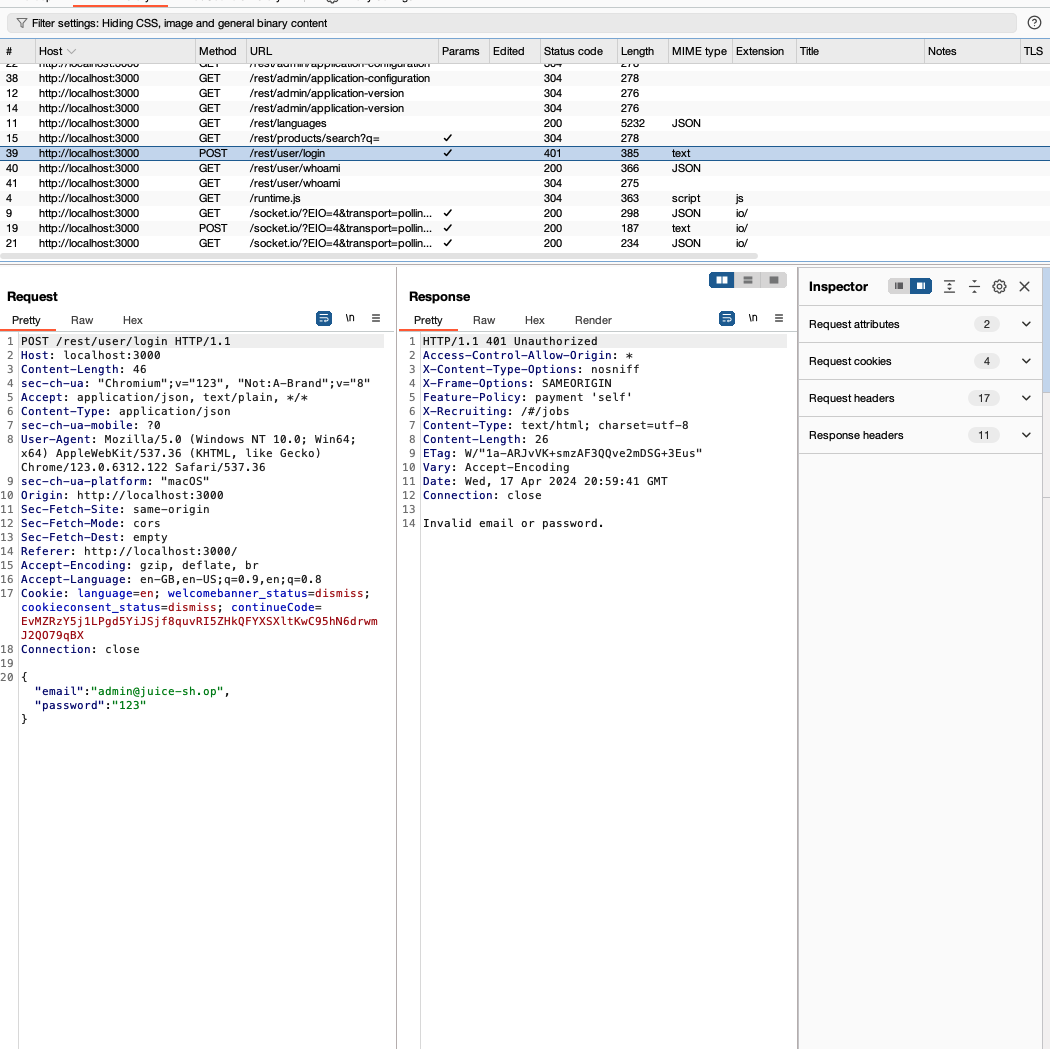 Filter settings: Hiding CSS, image and general binary content
# Host Method URL Params Edited Status code Length MIME type Extension Title Notes TLS
22 http://localhost:3000 GET /rest/admin/application-configuration 304 278
38 http://localhost:3000 GET /rest/admin/application-configuration 304 278
12 http://localhost:3000 GET /rest/admin/application-version 304 276
14 http://localhost:3000 GET /rest/admin/application-version 304 276
11 http://localhost:3000 GET /rest/languages 200 5232 JSON
15 http://localhost:3000 GET /rest/products/search?q= ✓ 304 278
39 http://localhost:3000 POST /rest/user/login ✓ 401 385 text
40 http://localhost:3000 GET /rest/user/whoami 200 366 JSON
41 http://localhost:3000 GET /rest/user/whoami 304 275
4 http://localhost:3000 GET /runtime.js 304 363 script js
9 http://localhost:3000 GET /socket.io/?EIO=4&transport=pollin... ✓ 200 298 JSON io/
19 http://localhost:3000 POST /socket.io/?EIO=4&transport=pollin... ✓ 200 187 text io/
21 http://localhost:3000 GET /socket.io/?EIO=4&transport=pollin... ✓ 200 234 JSON io/
Request
Pretty Raw Hex \n
1 POST /rest/user/login HTTP/1.1
2 Host: localhost:3000
3 Content-Length: 46
4 sec-ch-ua: "Chromium";v="123", "Not:A-Brand";v="8"
5 Accept: application/json, text/plain, */*
6 Content-Type: application/json
7 sec-ch-ua-mobile: ?0
8 User-Agent: Mozilla/5.0 (Windows NT 10.0; Win64;
x64) AppleWebKit/537.36 (KHTML, like Gecko)
Chrome/123.0.6312.122 Safari/537.36
9 sec-ch-ua-platform: "macOS"
10 Origin: http://localhost:3000
11 Sec-Fetch-Site: same-origin
12 Sec-Fetch-Mode: cors
13 Sec-Fetch-Dest: empty
14 Referer: http://localhost:3000/
15 Accept-Encoding: gzip, deflate, br
16 Accept-Language: en-GB,en-US;q=0.9,en;q=0.8
17 Cookie: language=en; welcomebanner_status=dismiss;
cookieconsent_status=dismiss; continueCode=
EvMZRzY5j1LPgd5YiJSjf8quvRI5ZHkQFYXSXltKwC95hN6drwm
J2QO79qBX
18 Connection: close
19
20 {
"email":"admin@juice-sh.op",
"password":"123"
}
Response
Pretty Raw Hex Render \n
1 HTTP/1.1 401 Unauthorized
2 Access-Control-Allow-Origin: *
3 X-Content-Type-Options: nosniff
4 X-Frame-Options: SAMEORIGIN
5 Feature-Policy: payment 'self'
6 X-Recruiting: /#/jobs
7 Content-Type: text/html; charset=utf-8
8 Content-Length: 26
9 ETag: W/"1a-ARJvVK+smzAF3QQve2mDSG+3Eus"
10 Vary: Accept-Encoding
11 Date: Wed, 17 Apr 2024 20:59:41 GMT
12 Connection: close
13
14 Invalid email or password.
Inspector
Request attributes 2
Request cookies 4
Request headers 17
Response headers 11